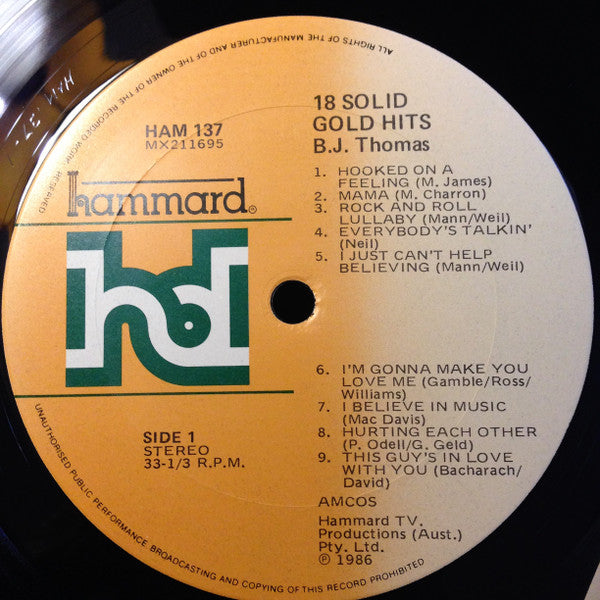 ALL RIGHTS OF THE MANUFACTURER AND OF THE OWNER OF THE RECORDED WORK RESERVED
HAM 137
MX211695
hammard®
hd
SIDE 1
STEREO
33-1/3 R.P.M.
18 SOLID
GOLD HITS
B.J. Thomas
1. HOOKED ON A
FEELING (M. James)
2. MAMA (M. Charron)
3. ROCK AND ROLL
LULLABY (Mann/Weil)
4. EVERYBODY'S TALKIN'
(Neil)
5. I JUST CAN'T HELP
BELIEVING (Mann/Weil)
6. I'M GONNA MAKE YOU
LOVE ME (Gamble/Ross/
Williams)
7. I BELIEVE IN MUSIC
(Mac Davis)
8. HURTING EACH OTHER
(P. Odell/G. Geld)
9. THIS GUY'S IN LOVE
WITH YOU (Bacharach/
David)
AMCOS
Hammard TV.
Productions (Aust.)
Pty. Ltd.
℗ 1986
UNAUTHORISED PUBLIC PERFORMANCE BROADCASTING AND COPYING OF THIS RECORD PROHIBITED